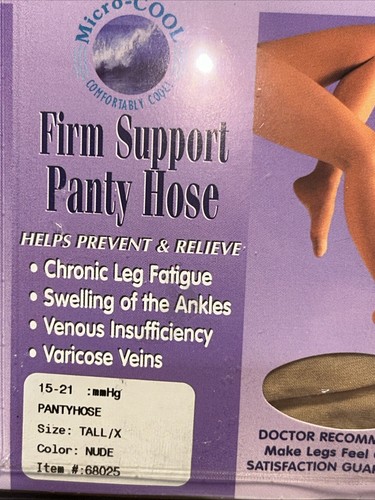 Micro-COOL
COMFORTABLY COOL!
Firm Support
Panty Hose
HELPS PREVENT & RELIEVE
• Chronic Leg Fatigue
• Swelling of the Ankles
• Venous Insufficiency
• Varicose Veins
15-21 :mmHg
PANTYHOSE
Size: TALL/X
Color: NUDE
Item #:68025
DOCTOR RECOMM
Make Legs Feel
SATISFACTION GUA